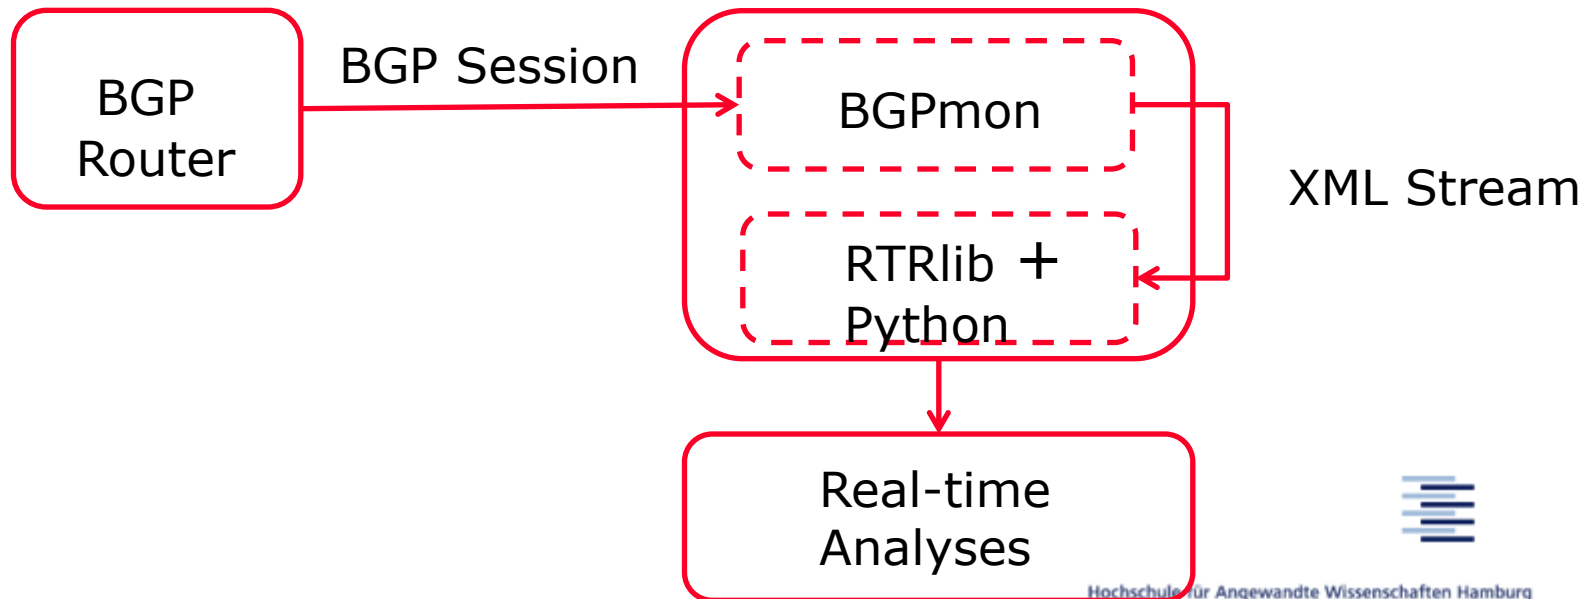 BGP
Router
BGP Session
BGPmon
XML Stream
RTRlib +
Python
Real-time
Analyses
Hochschule für Angewandte Wissenschaften Hamburg